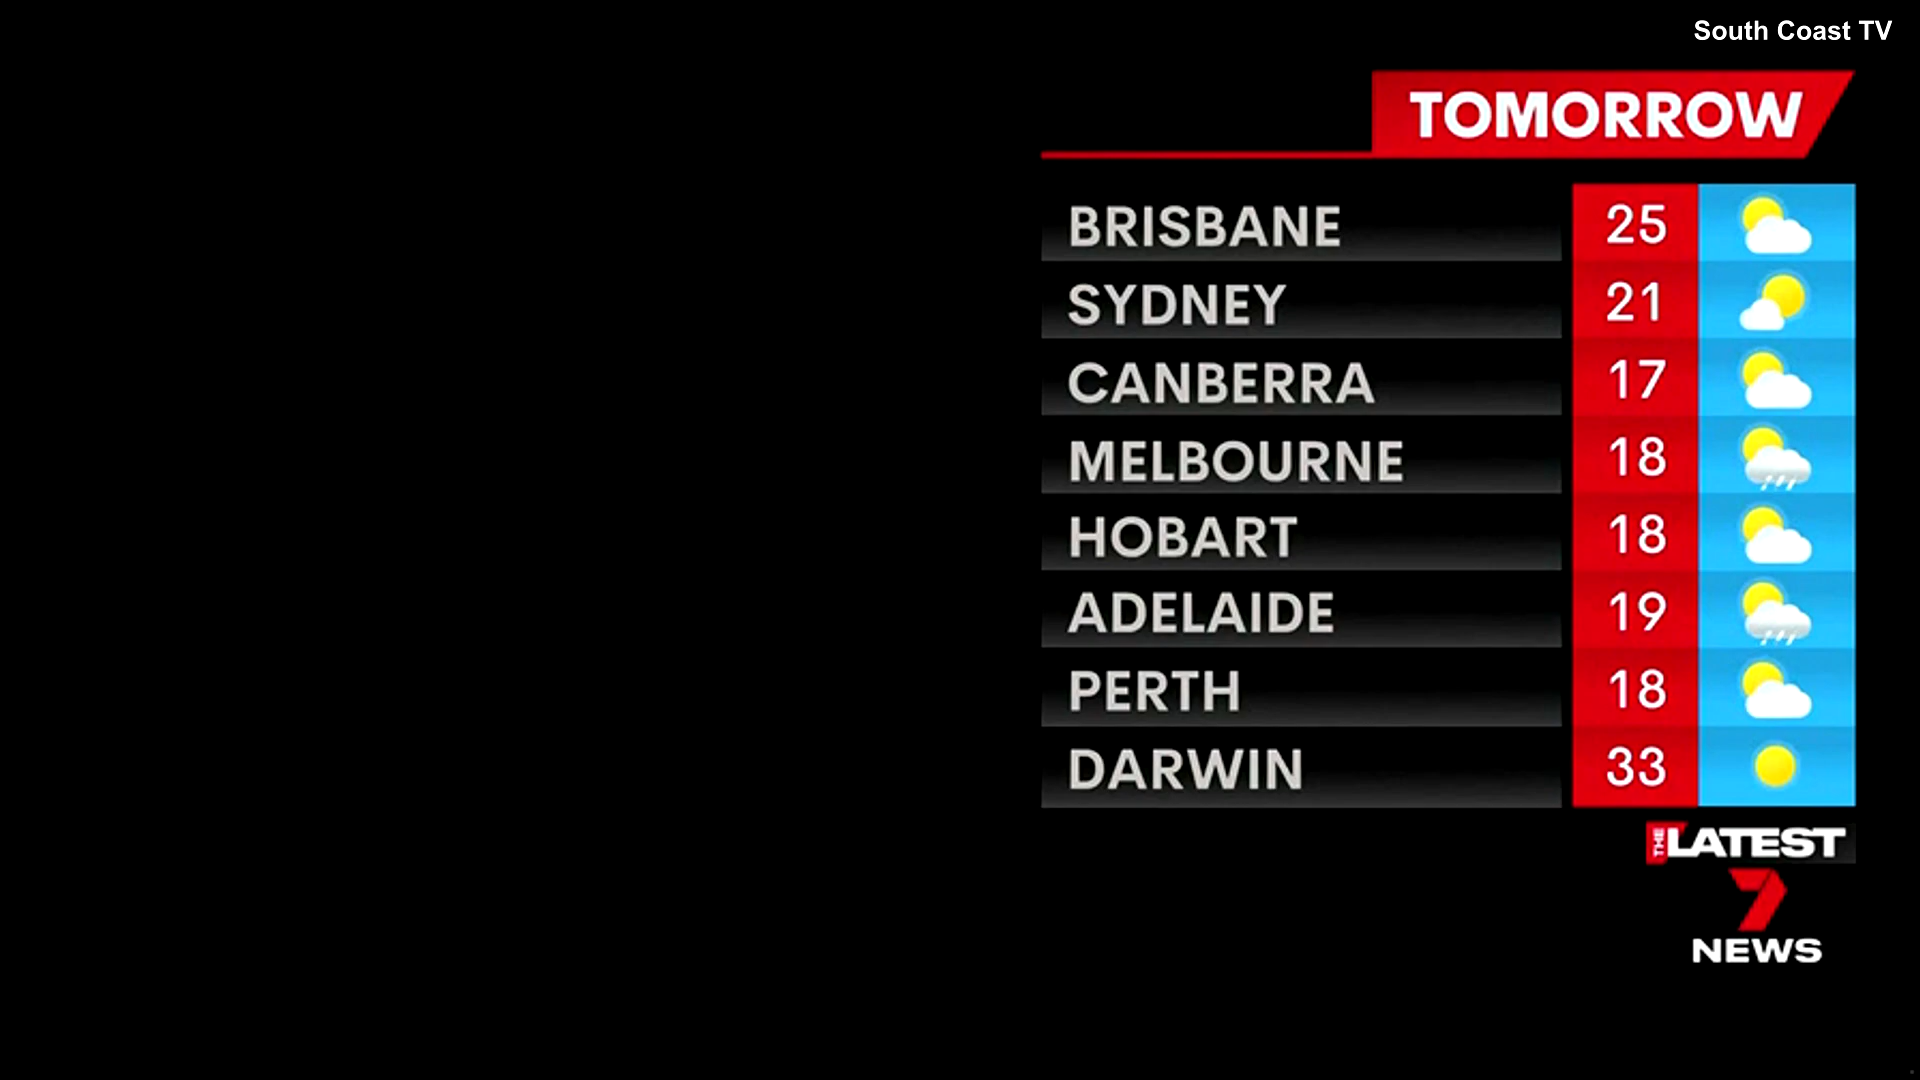 South Coast TV
TOMORROW
BRISBANE 25
SYDNEY 21
CANBERRA 17
MELBOURNE 18
HOBART 18
ADELAIDE 19
PERTH 18
DARWIN 33
THE LATEST
7
NEWS